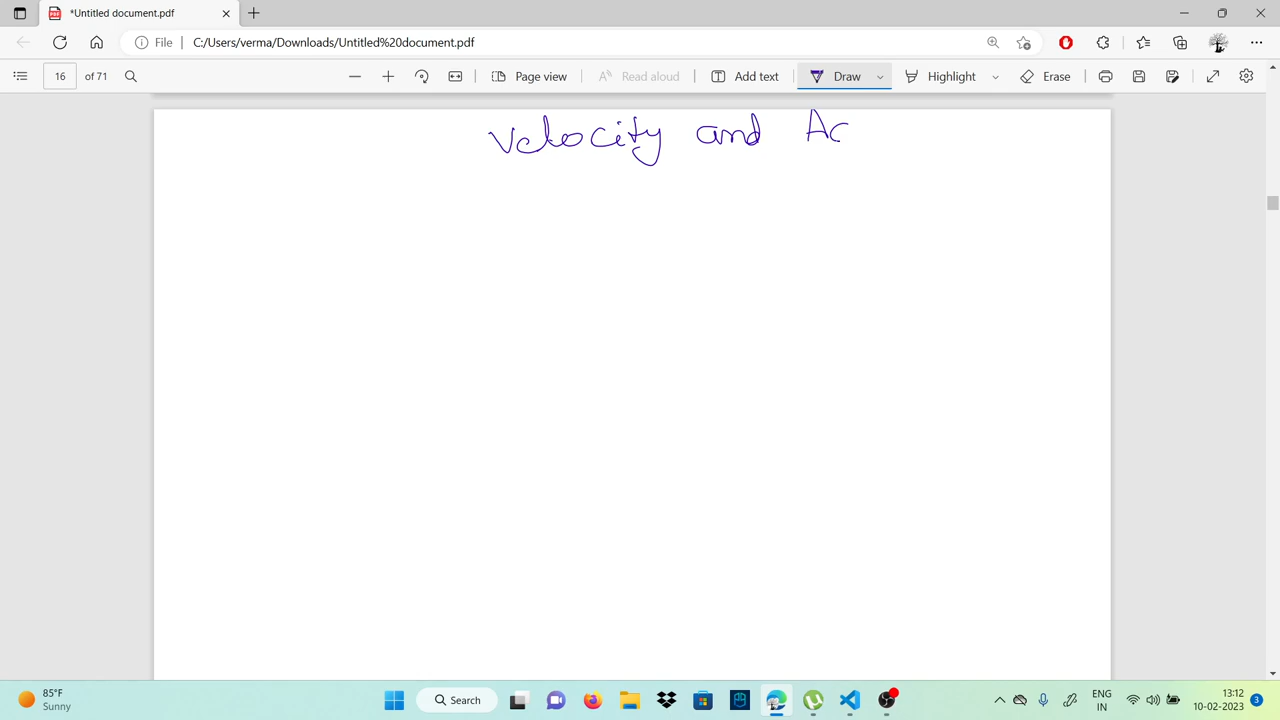 *Untitled document.pdf
File C:/Users/verma/Downloads/Untitled%20document.pdf
16 of 71 Page view Read aloud Add text Draw Highlight Erase
Velocity and Ac
85°F
Sunny
Search
ENG
IN
13:12
10-02-2023
3